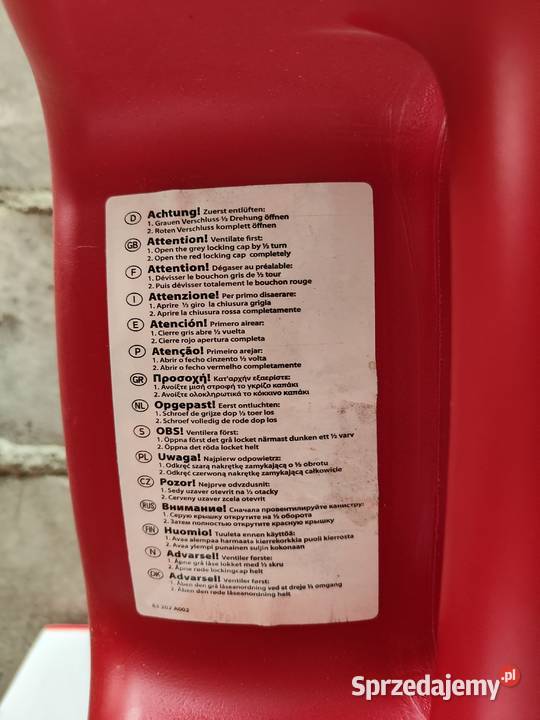 D Achtung! Zuerst entlüften:
1. Grauen Verschluss ½ Drehung öffnen
2. Roten Verschluss komplett öffnen
GB Attention! Ventilate first:
1. Open the grey locking cap by ½ turn
2. Open the red locking cap completely
F Attention! Dégaser au préalable:
1. Dévisser le bouchon gris de ½ tour
2. Puis dévisser totalement le bouchon rouge
I Attenzione! Per primo disaerare:
1. Aprire ½ giro la chiusura grigia
2. Aprire la chiusura rossa completamente
E Atención! Primero airear:
1. Cierre gris abre ½ vuelta
2. Cierre rojo apertura completa
P Atenção! Primeiro arejar:
1. Abrir o fecho cinzento ½ volta
2. Abrir o fecho vermelho completamente
GR Προσοχή! Κατ'αρχήν εξαερίστε:
1. Ανοίξτε μισή στροφή το γκρίζο καπάκι
2. Ανοίξτε ολοκληρωτικά το κόκκινο καπάκι
NL Opgepast! Eerst ontluchten:
1. Schroef de grijze dop ½ toer los
2. Schroef volledig de rode dop los
S OBS! Ventilera först:
1. Öppna först det grå locket närmast dunken ett ½ varv
2. Öppna det röda locket helt
PL Uwaga! Najpierw odpowietrz:
1. Odkręć szarą nakrętkę zamykającą o ½ obrotu
2. Odkręć czerwoną nakrętkę zamykającą całkowicie
CZ Pozor! Nejprve odvzdusnit:
1. Sedy uzaver otevrit na ½ otacky
2. Cerveny uzaver zcela otevrit
RUS Внимание! Сначала провентилируйте канистру:
1. Серую крышку открутите на ½ оборота
2. Затем полностью открутите красную крышку
FIN Huomio! Tuuleta ennen käyttöä:
1. Avaa alempaa harmaata kierrekorkkia puoli kierrosta
2. Avaa ylempi punainen suljin kokonaan
N Advarsel! Ventiler først:
1. Åpne grå låse lokket med ½ skru
2. Åpne røde lockingcap helt
DK Advarsel! Ventiler først:
1. Åben den grå låseanordning ved at dreje ½ omgang
2. Åben den røde låseanordning helt
83 202 A002
Sprzedajemy.pl